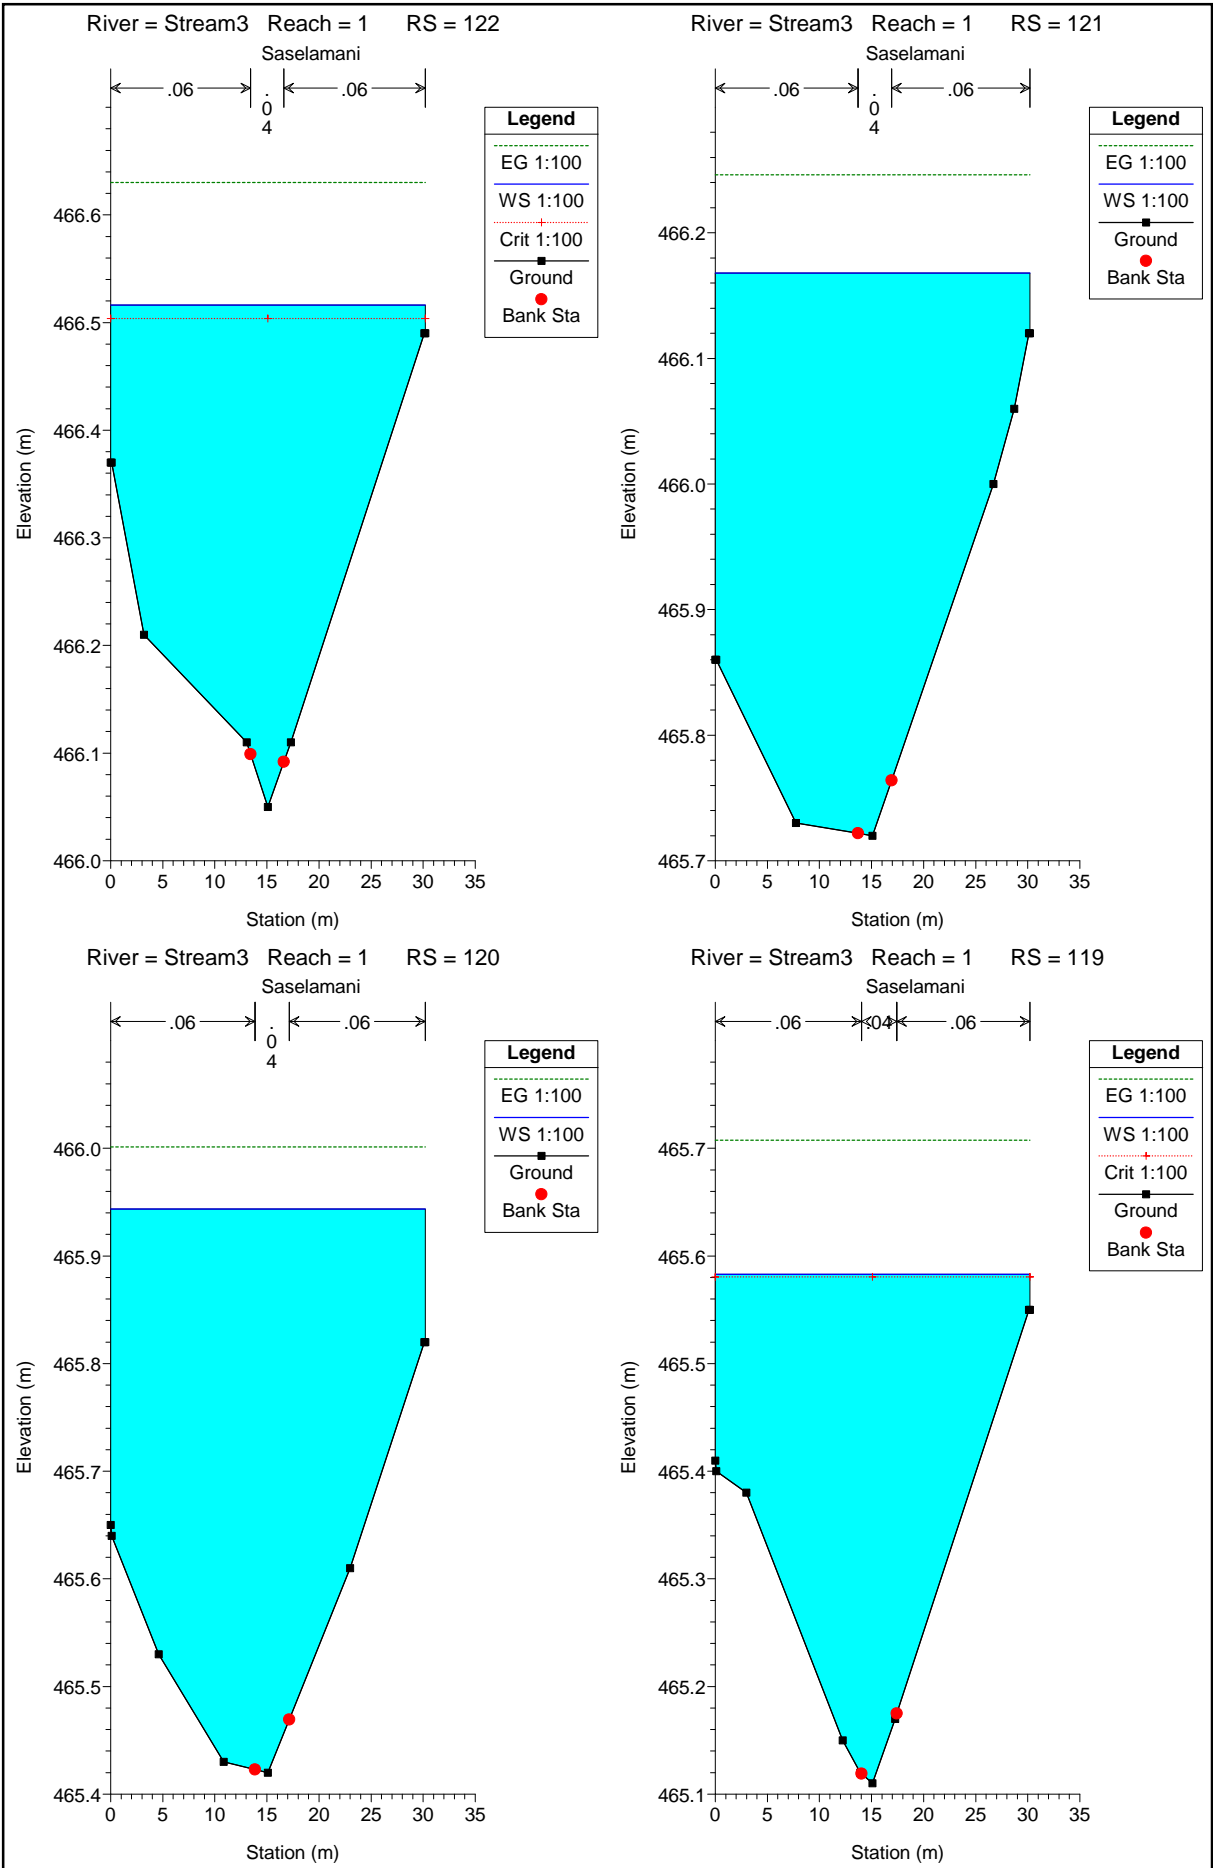 River = Stream3 Reach = 1 RS = 122
Saselamani
.06
.04
.06
Legend
EG 1:100
WS 1:100
Crit 1:100
Ground
Bank Sta
466.6
466.5
466.4
466.3
466.2
466.1
466.0
Elevation (m)
0 5 10 15 20 25 30 35
Station (m)
River = Stream3 Reach = 1 RS = 121
Saselamani
.06
.04
.06
Legend
EG 1:100
WS 1:100
Ground
Bank Sta
466.2
466.1
466.0
465.9
465.8
465.7
Elevation (m)
0 5 10 15 20 25 30 35
Station (m)
River = Stream3 Reach = 1 RS = 120
Saselamani
.06
.04
.06
Legend
EG 1:100
WS 1:100
Ground
Bank Sta
466.0
465.9
465.8
465.7
465.6
465.5
465.4
Elevation (m)
0 5 10 15 20 25 30 35
Station (m)
River = Stream3 Reach = 1 RS = 119
Saselamani
.06
.04
.06
Legend
EG 1:100
WS 1:100
Crit 1:100
Ground
Bank Sta
465.7
465.6
465.5
465.4
465.3
465.2
465.1
Elevation (m)
0 5 10 15 20 25 30 35
Station (m)